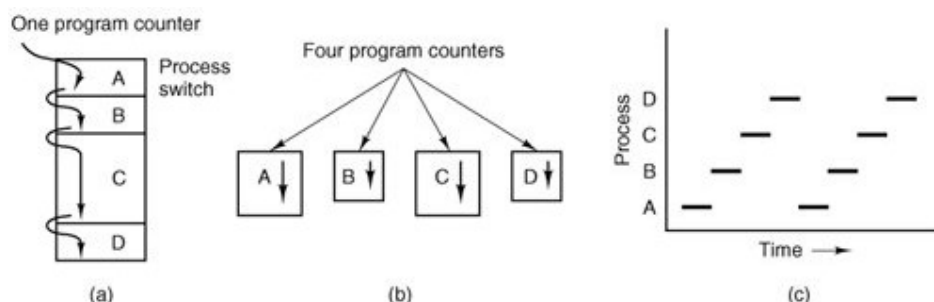 One program counter
Process
switch
A
B
C
D
(a)
Four program counters
A
B
C
D
(b)
Process
D
C
B
A
Time
(c)